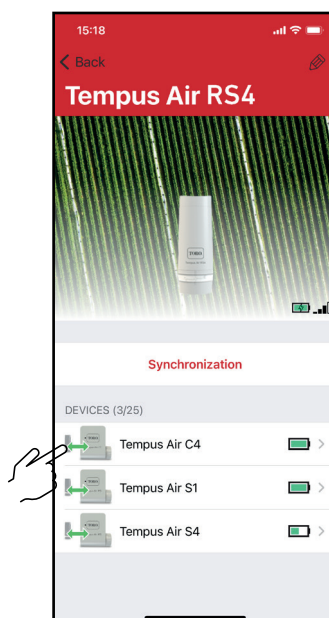 15:18
Back
Tempus Air RS4
TORO
Synchronization
DEVICES (3/25)
Tempus Air C4
Tempus Air S1
Tempus Air S4